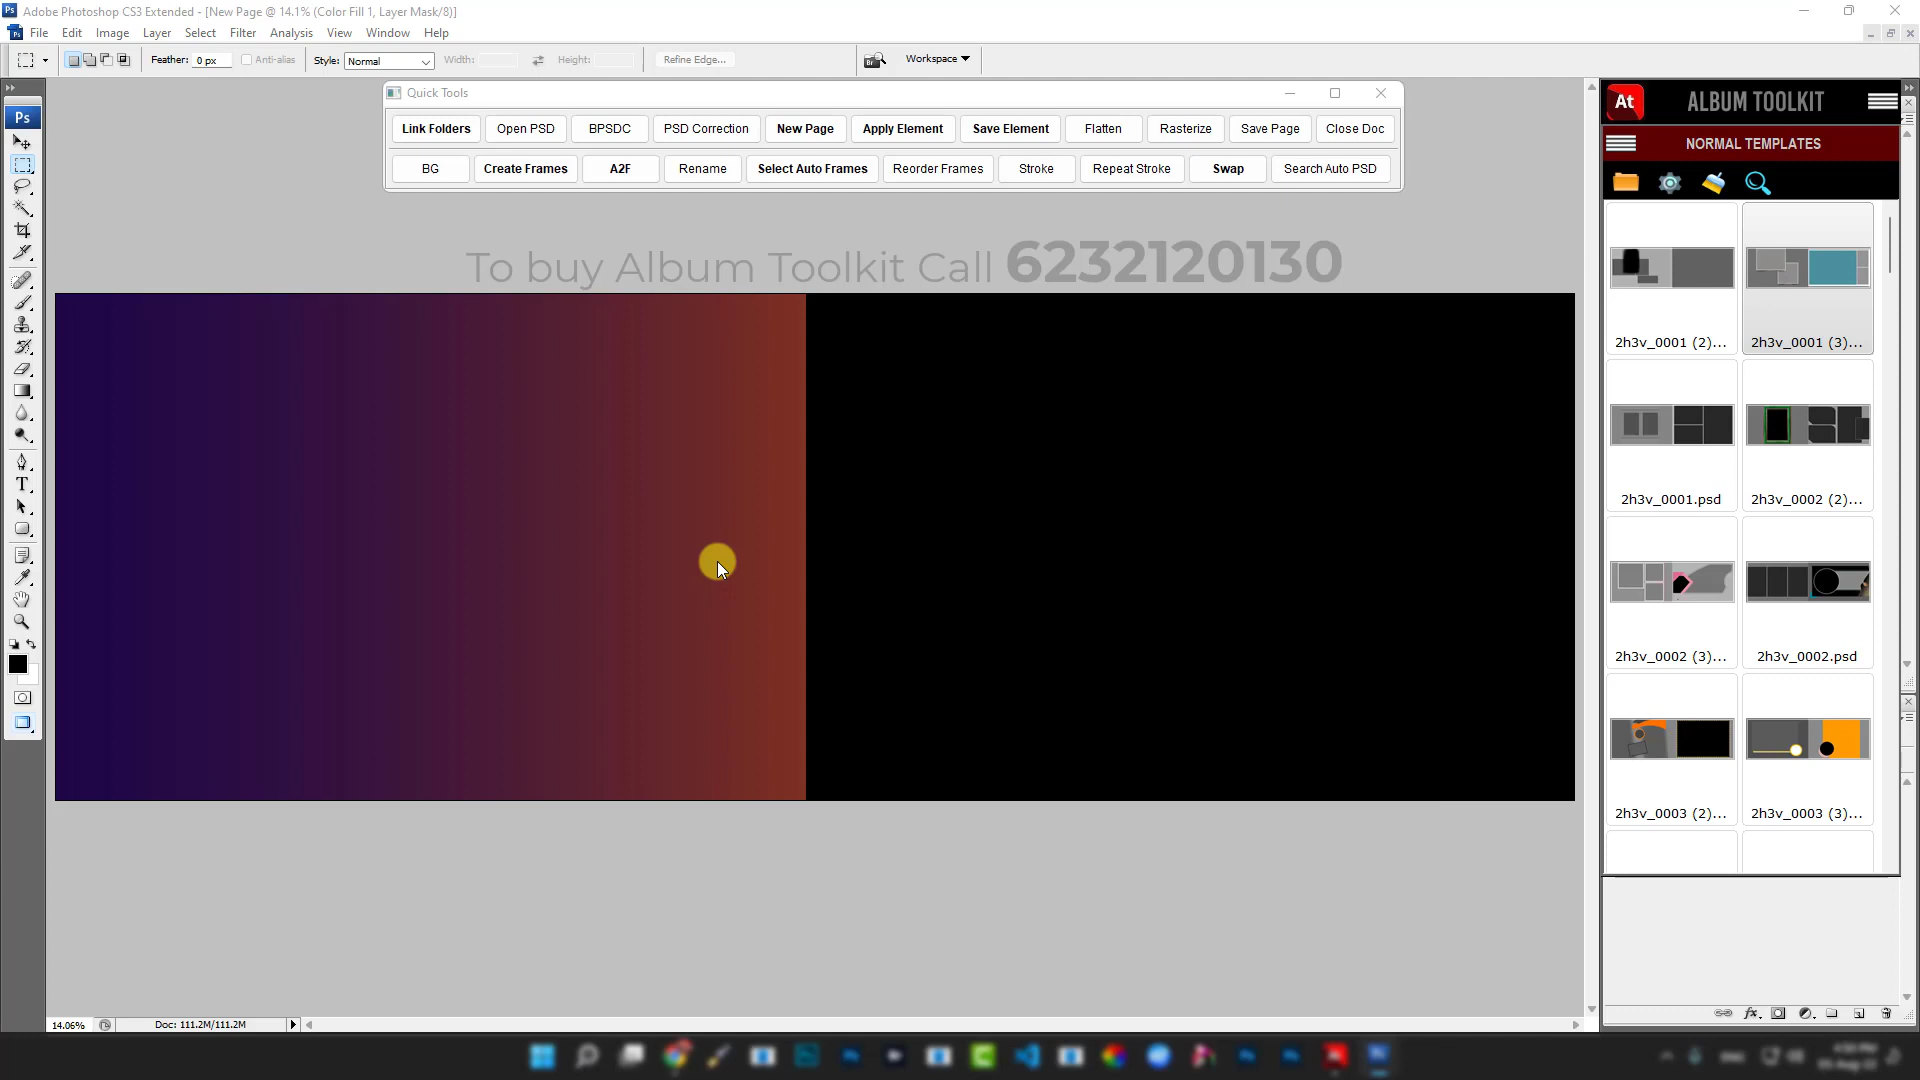 Adobe Photoshop CS3 Extended - [New Page @ 14.1% (Color Fill 1, Layer Mask/8)]
File Edit Image Layer Select Filter Analysis View Window Help
Feather: 0 px Anti-alias Style: Normal Width: Height: Refine Edge... Workspace
Quick Tools
Link Folders Open PSD BPSDC PSD Correction New Page Apply Element Save Element Flatten Rasterize Save Page Close Doc
BG Create Frames A2F Rename Select Auto Frames Reorder Frames Stroke Repeat Stroke Swap Search Auto PSD
To buy Album Toolkit Call 6232120130
Ps
At ALBUM TOOLKIT
NORMAL TEMPLATES
2h3v_0001 (2)... 2h3v_0001 (3)...
2h3v_0001.psd 2h3v_0002 (2)...
2h3v_0002 (3)... 2h3v_0002.psd
2h3v_0003 (2)... 2h3v_0003 (3)...
14.06% Doc: 111.2M/111.2M